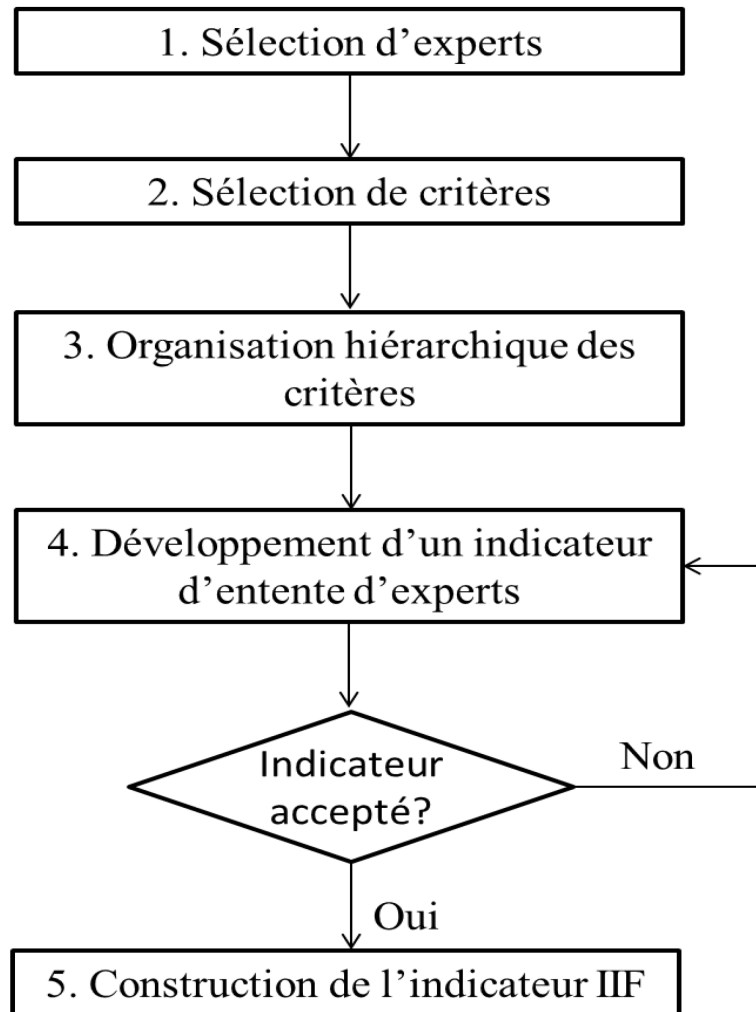 1. Sélection d’experts
2. Sélection de critères
3. Organisation hiérarchique des
critères
4. Développement d’un indicateur
d’entente d’experts
Indicateur
accepté?
Non
Oui
5. Construction de l’indicateur IIF